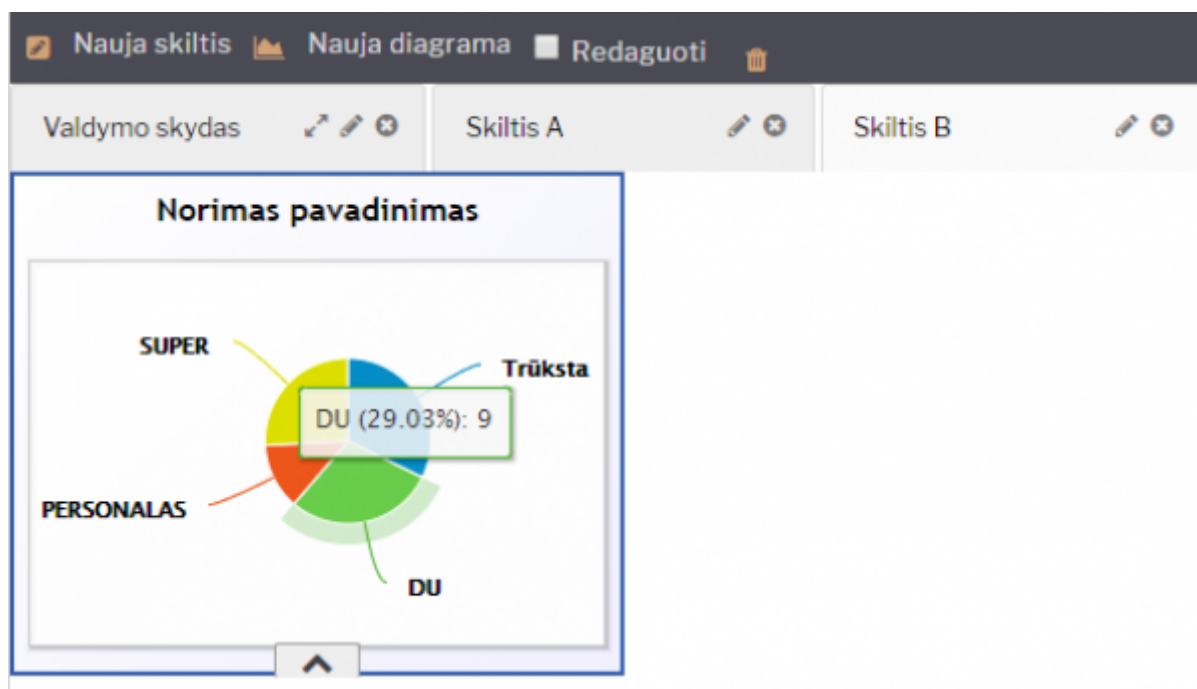 Nauja skiltis Nauja diagrama Redaguoti
Valdymo skydas Skiltis A Skiltis B
Norimas pavadinimas
SUPER
Trūksta
DU (29.03%): 9
PERSONALAS
DU